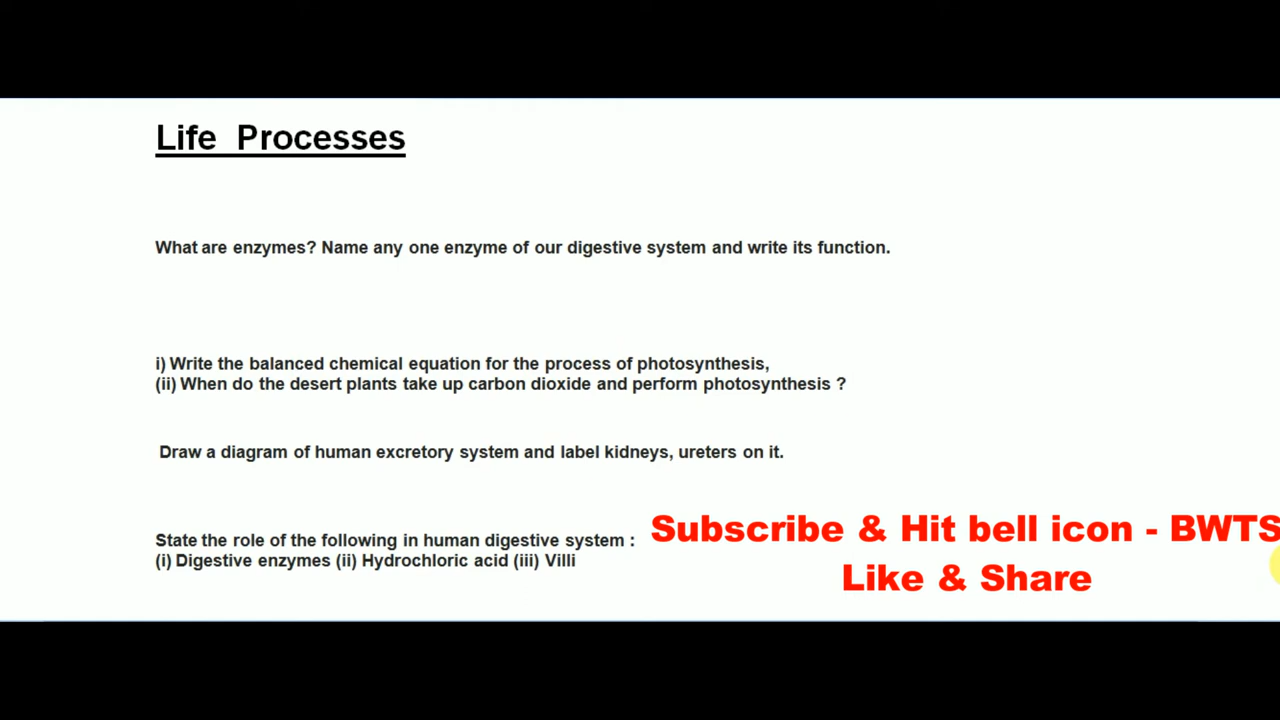 Life Processes
What are enzymes? Name any one enzyme of our digestive system and write its function.
i) Write the balanced chemical equation for the process of photosynthesis,
(ii) When do the desert plants take up carbon dioxide and perform photosynthesis ?
Draw a diagram of human excretory system and label kidneys, ureters on it.
State the role of the following in human digestive system :
(i) Digestive enzymes (ii) Hydrochloric acid (iii) Villi
Subscribe & Hit bell icon - BWTS
Like & Share